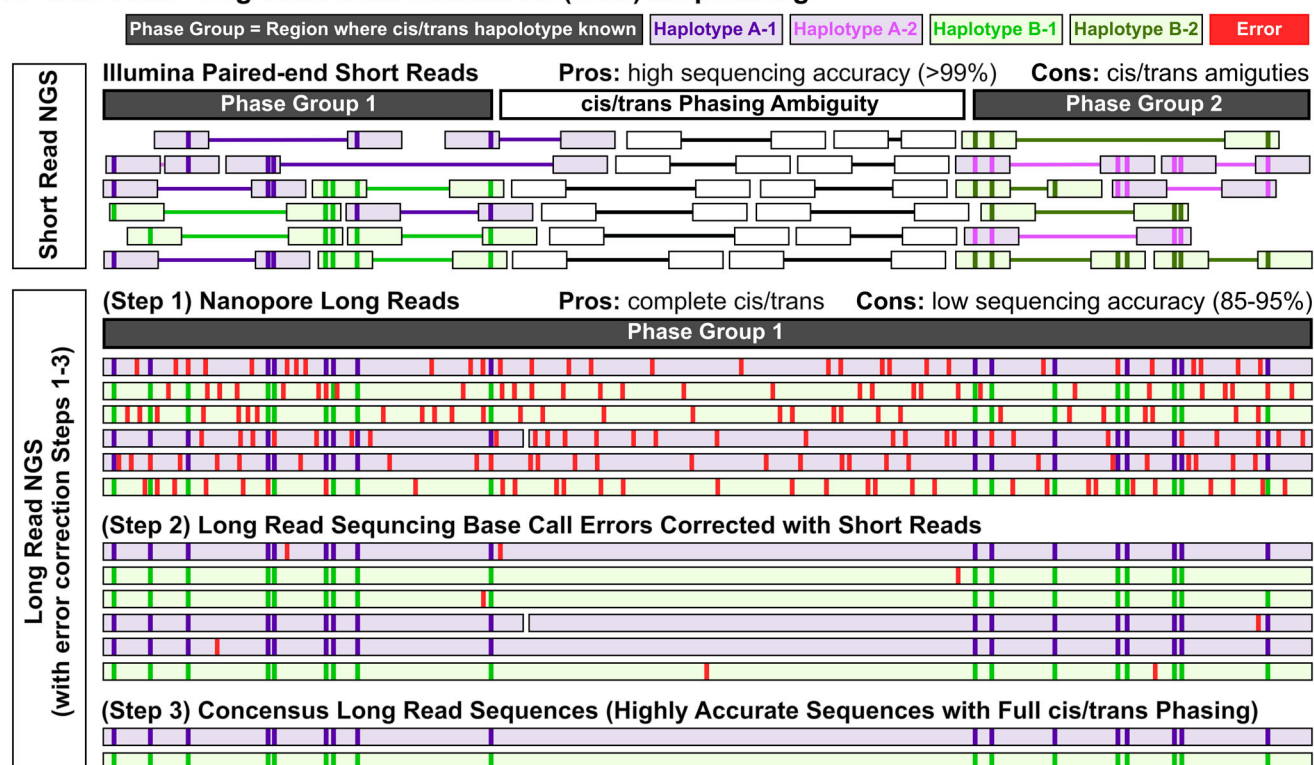 Phase Group = Region where cis/trans hapolotype known Haplotype A-1 Haplotype A-2 Haplotype B-1 Haplotype B-2 Error
Short Read NGS
Illumina Paired-end Short Reads Pros: high sequencing accuracy (>99%) Cons: cis/trans amiguties
Phase Group 1 cis/trans Phasing Ambiguity Phase Group 2
Long Read NGS
(with error correction Steps 1-3)
(Step 1) Nanopore Long Reads Pros: complete cis/trans Cons: low sequencing accuracy (85-95%)
Phase Group 1
(Step 2) Long Read Sequncing Base Call Errors Corrected with Short Reads
(Step 3) Concensus Long Read Sequences (Highly Accurate Sequences with Full cis/trans Phasing)